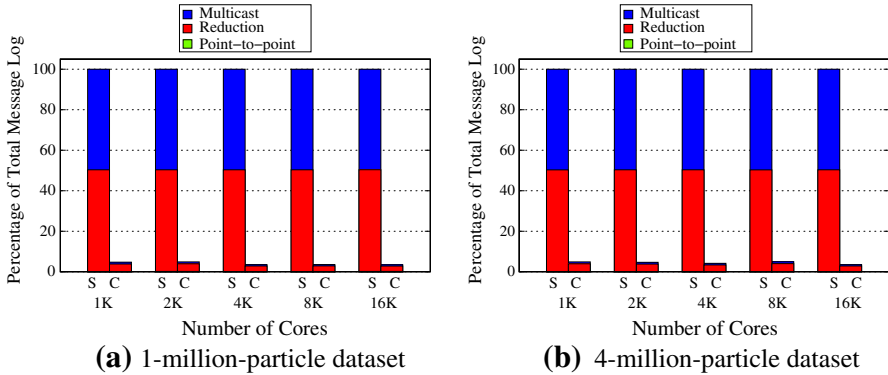 Multicast
Reduction
Point-to-point
Percentage of Total Message Log
100
80
60
40
20
0
S C S C S C S C S C
1K 2K 4K 8K 16K
Number of Cores
(a) 1-million-particle dataset
Multicast
Reduction
Point-to-point
Percentage of Total Message Log
100
80
60
40
20
0
S C S C S C S C S C
1K 2K 4K 8K 16K
Number of Cores
(b) 4-million-particle dataset